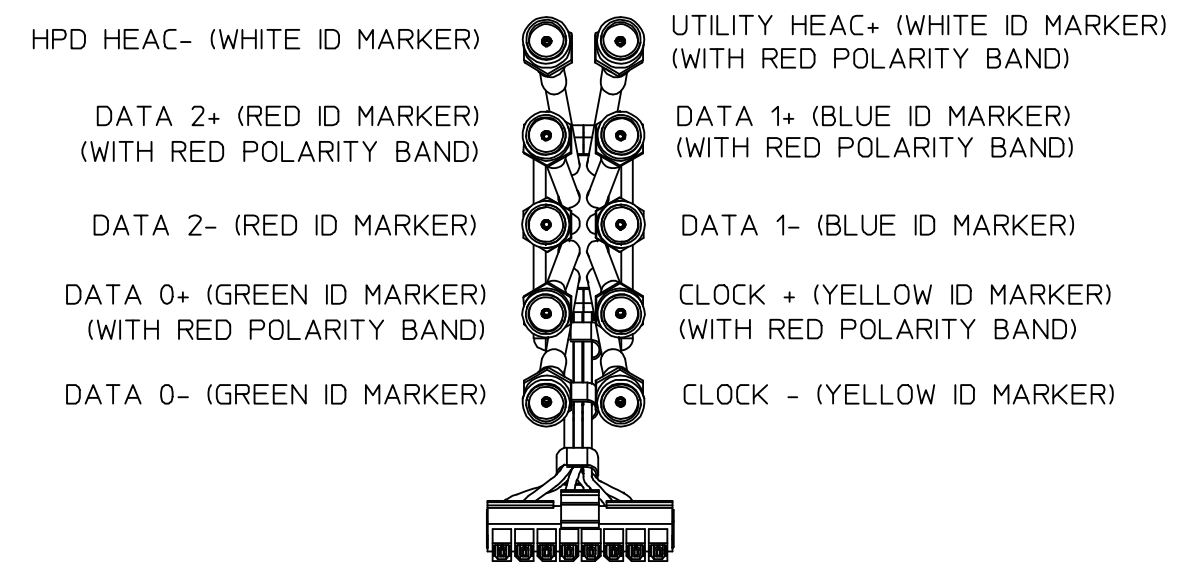 HPD HEAC- (WHITE ID MARKER)
UTILITY HEAC+ (WHITE ID MARKER)
(WITH RED POLARITY BAND)
DATA 2+ (RED ID MARKER)
(WITH RED POLARITY BAND)
DATA 1+ (BLUE ID MARKER)
(WITH RED POLARITY BAND)
DATA 2- (RED ID MARKER)
DATA 1- (BLUE ID MARKER)
DATA 0+ (GREEN ID MARKER)
(WITH RED POLARITY BAND)
CLOCK + (YELLOW ID MARKER)
(WITH RED POLARITY BAND)
DATA 0- (GREEN ID MARKER)
CLOCK - (YELLOW ID MARKER)